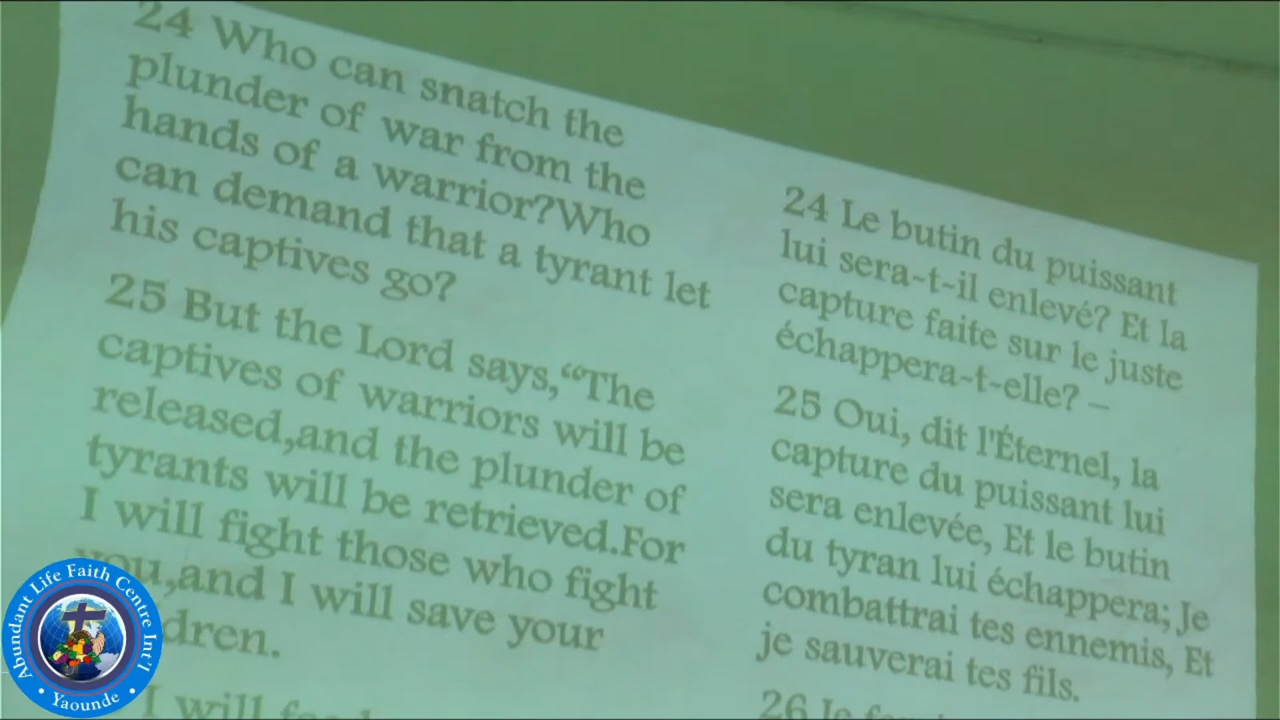 24 Who can snatch the
plunder of war from the
hands of a warrior?Who
can demand that a tyrant let
his captives go?
25 But the Lord says,“The
captives of warriors will be
released,and the plunder of
tyrants will be retrieved.For
I will fight those who fight
you,and I will save your
dren.
I will
24 Le butin du puissant
lui sera-t-il enlevé? Et la
capture faite sur le juste
échappera-t-elle? –
25 Oui, dit l'Éternel, la
capture du puissant lui
sera enlevée, Et le butin
du tyran lui échappera; Je
combattrai tes ennemis, Et
je sauverai tes fils.
26 Je
Abundant Life Faith Centre Int'l
• Yaounde •